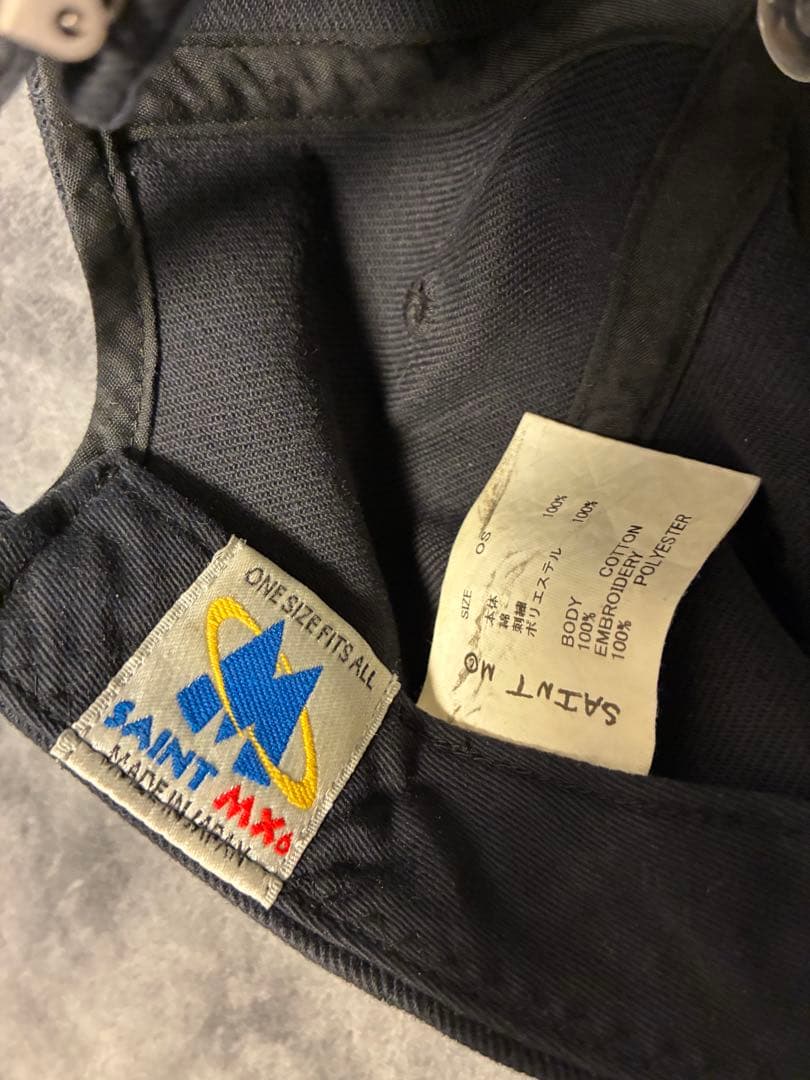 ONE SIZE FITS ALL
SAINT MX6
MADE IN JAPAN
SIZE OS
本体
綿 100%
刺繍
ポリエステル 100%
BODY
100% COTTON
EMBROIDERY
100% POLYESTER
SAINT M